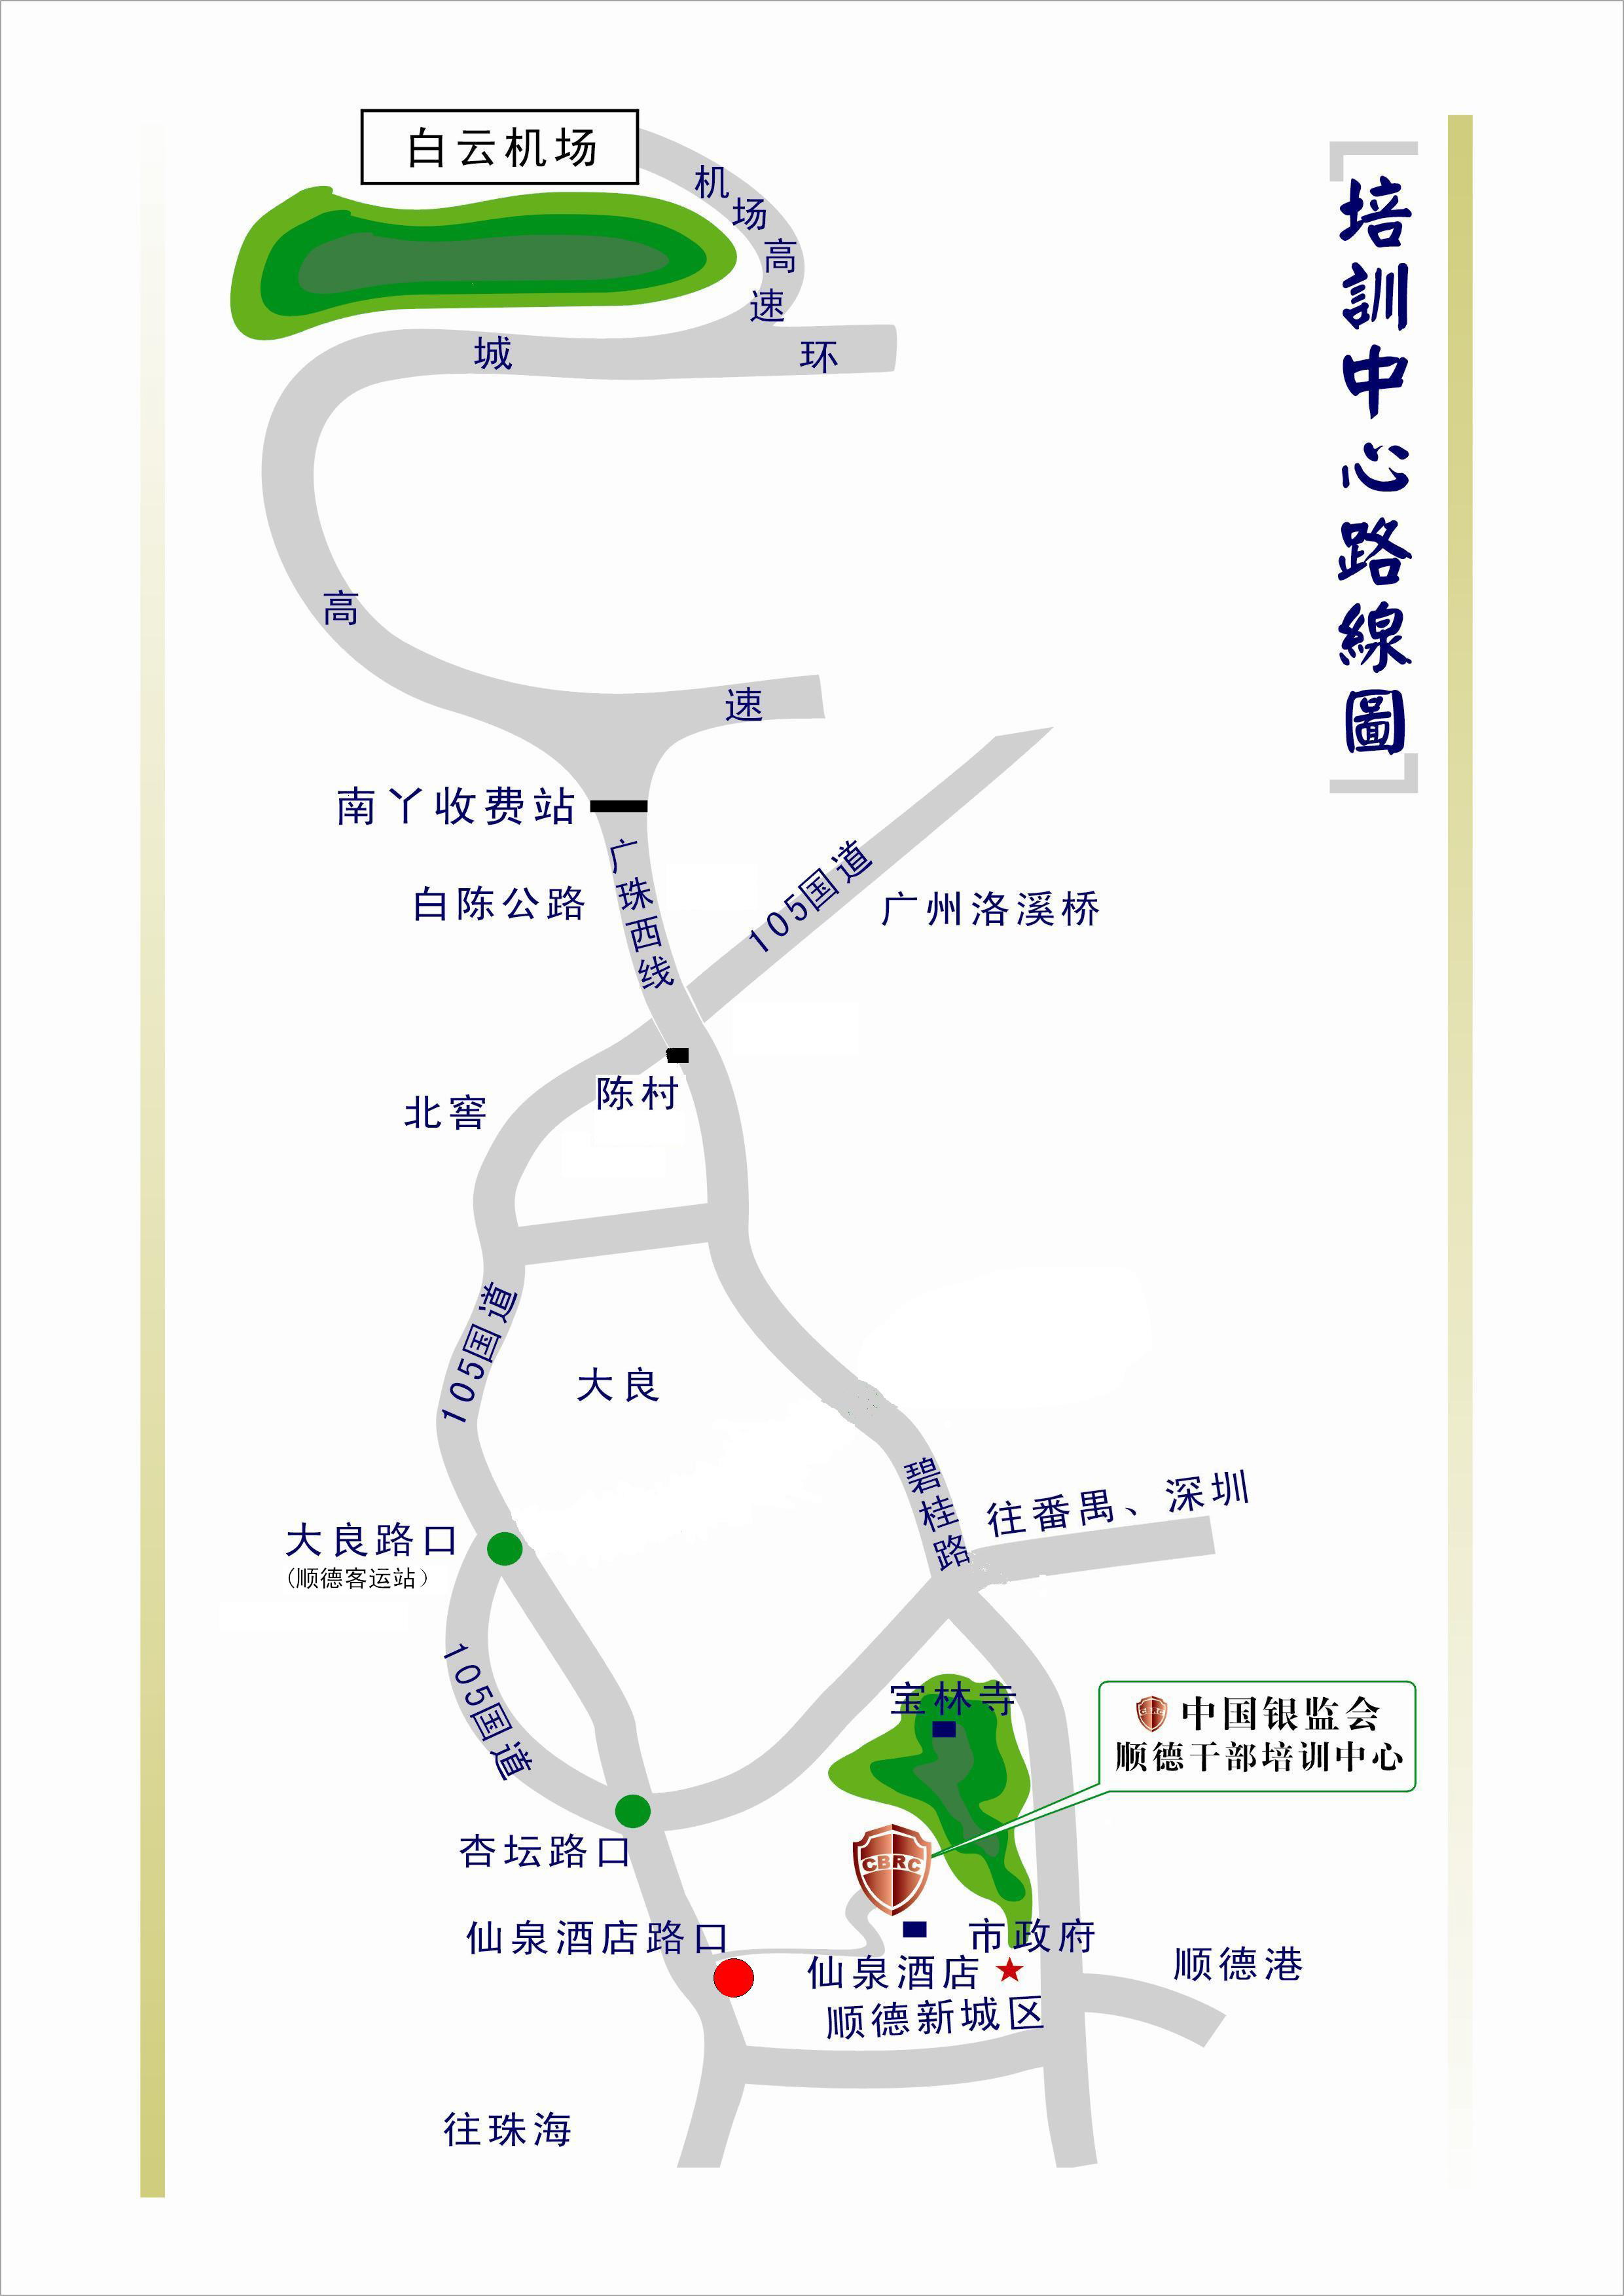 培訓中心路線圖
白云机场
机场高速
环城高速
南丫收费站
广珠西线
白陈公路
105国道
广州洛溪桥
陈村
北窖
105国道
大良
碧桂路
往番禺、深圳
大良路口
(顺德客运站)
105国道
宝林寺
CBRC
中国银监会
顺德干部培训中心
杏坛路口
CBRC
仙泉酒店路口
市政府
仙泉酒店
顺德港
顺德新城区
往珠海